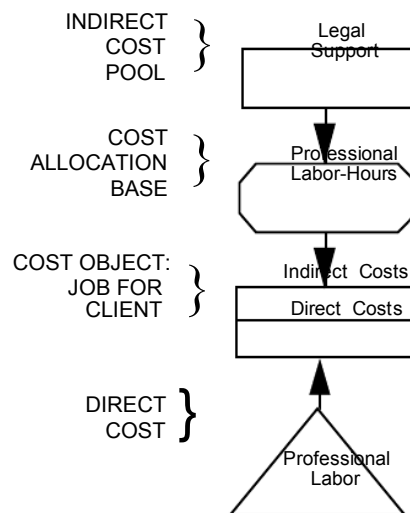 INDIRECT
COST
POOL
Legal
Support
COST
ALLOCATION
BASE
Professional
Labor-Hours
COST OBJECT:
JOB FOR
CLIENT
Indirect Costs
Direct Costs
DIRECT
COST
Professional
Labor